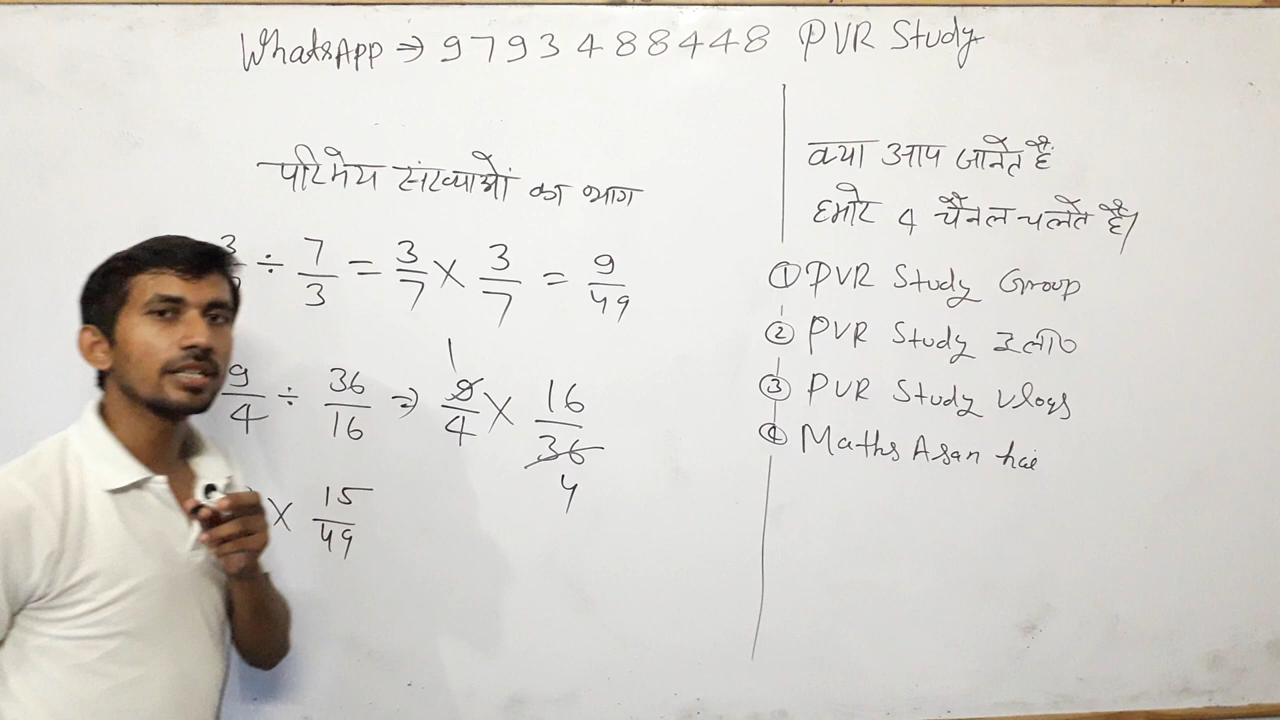 WhatsApp ⇒ 9793488448 PVR Study
परिमेय संख्याओं का भाग
3 ÷ 7/3 = 3/7 × 3/7 = 9/49
9/4 ÷ 36/16 ⇒ 9/4 × 16/36
1
4
× 15/49
क्या आप जानते हैं
हमारे 4 चैनल चलते हैं।
① PVR Study Group
② PVR Study
③ PVR Study Vlogs
④ Maths Asan hai